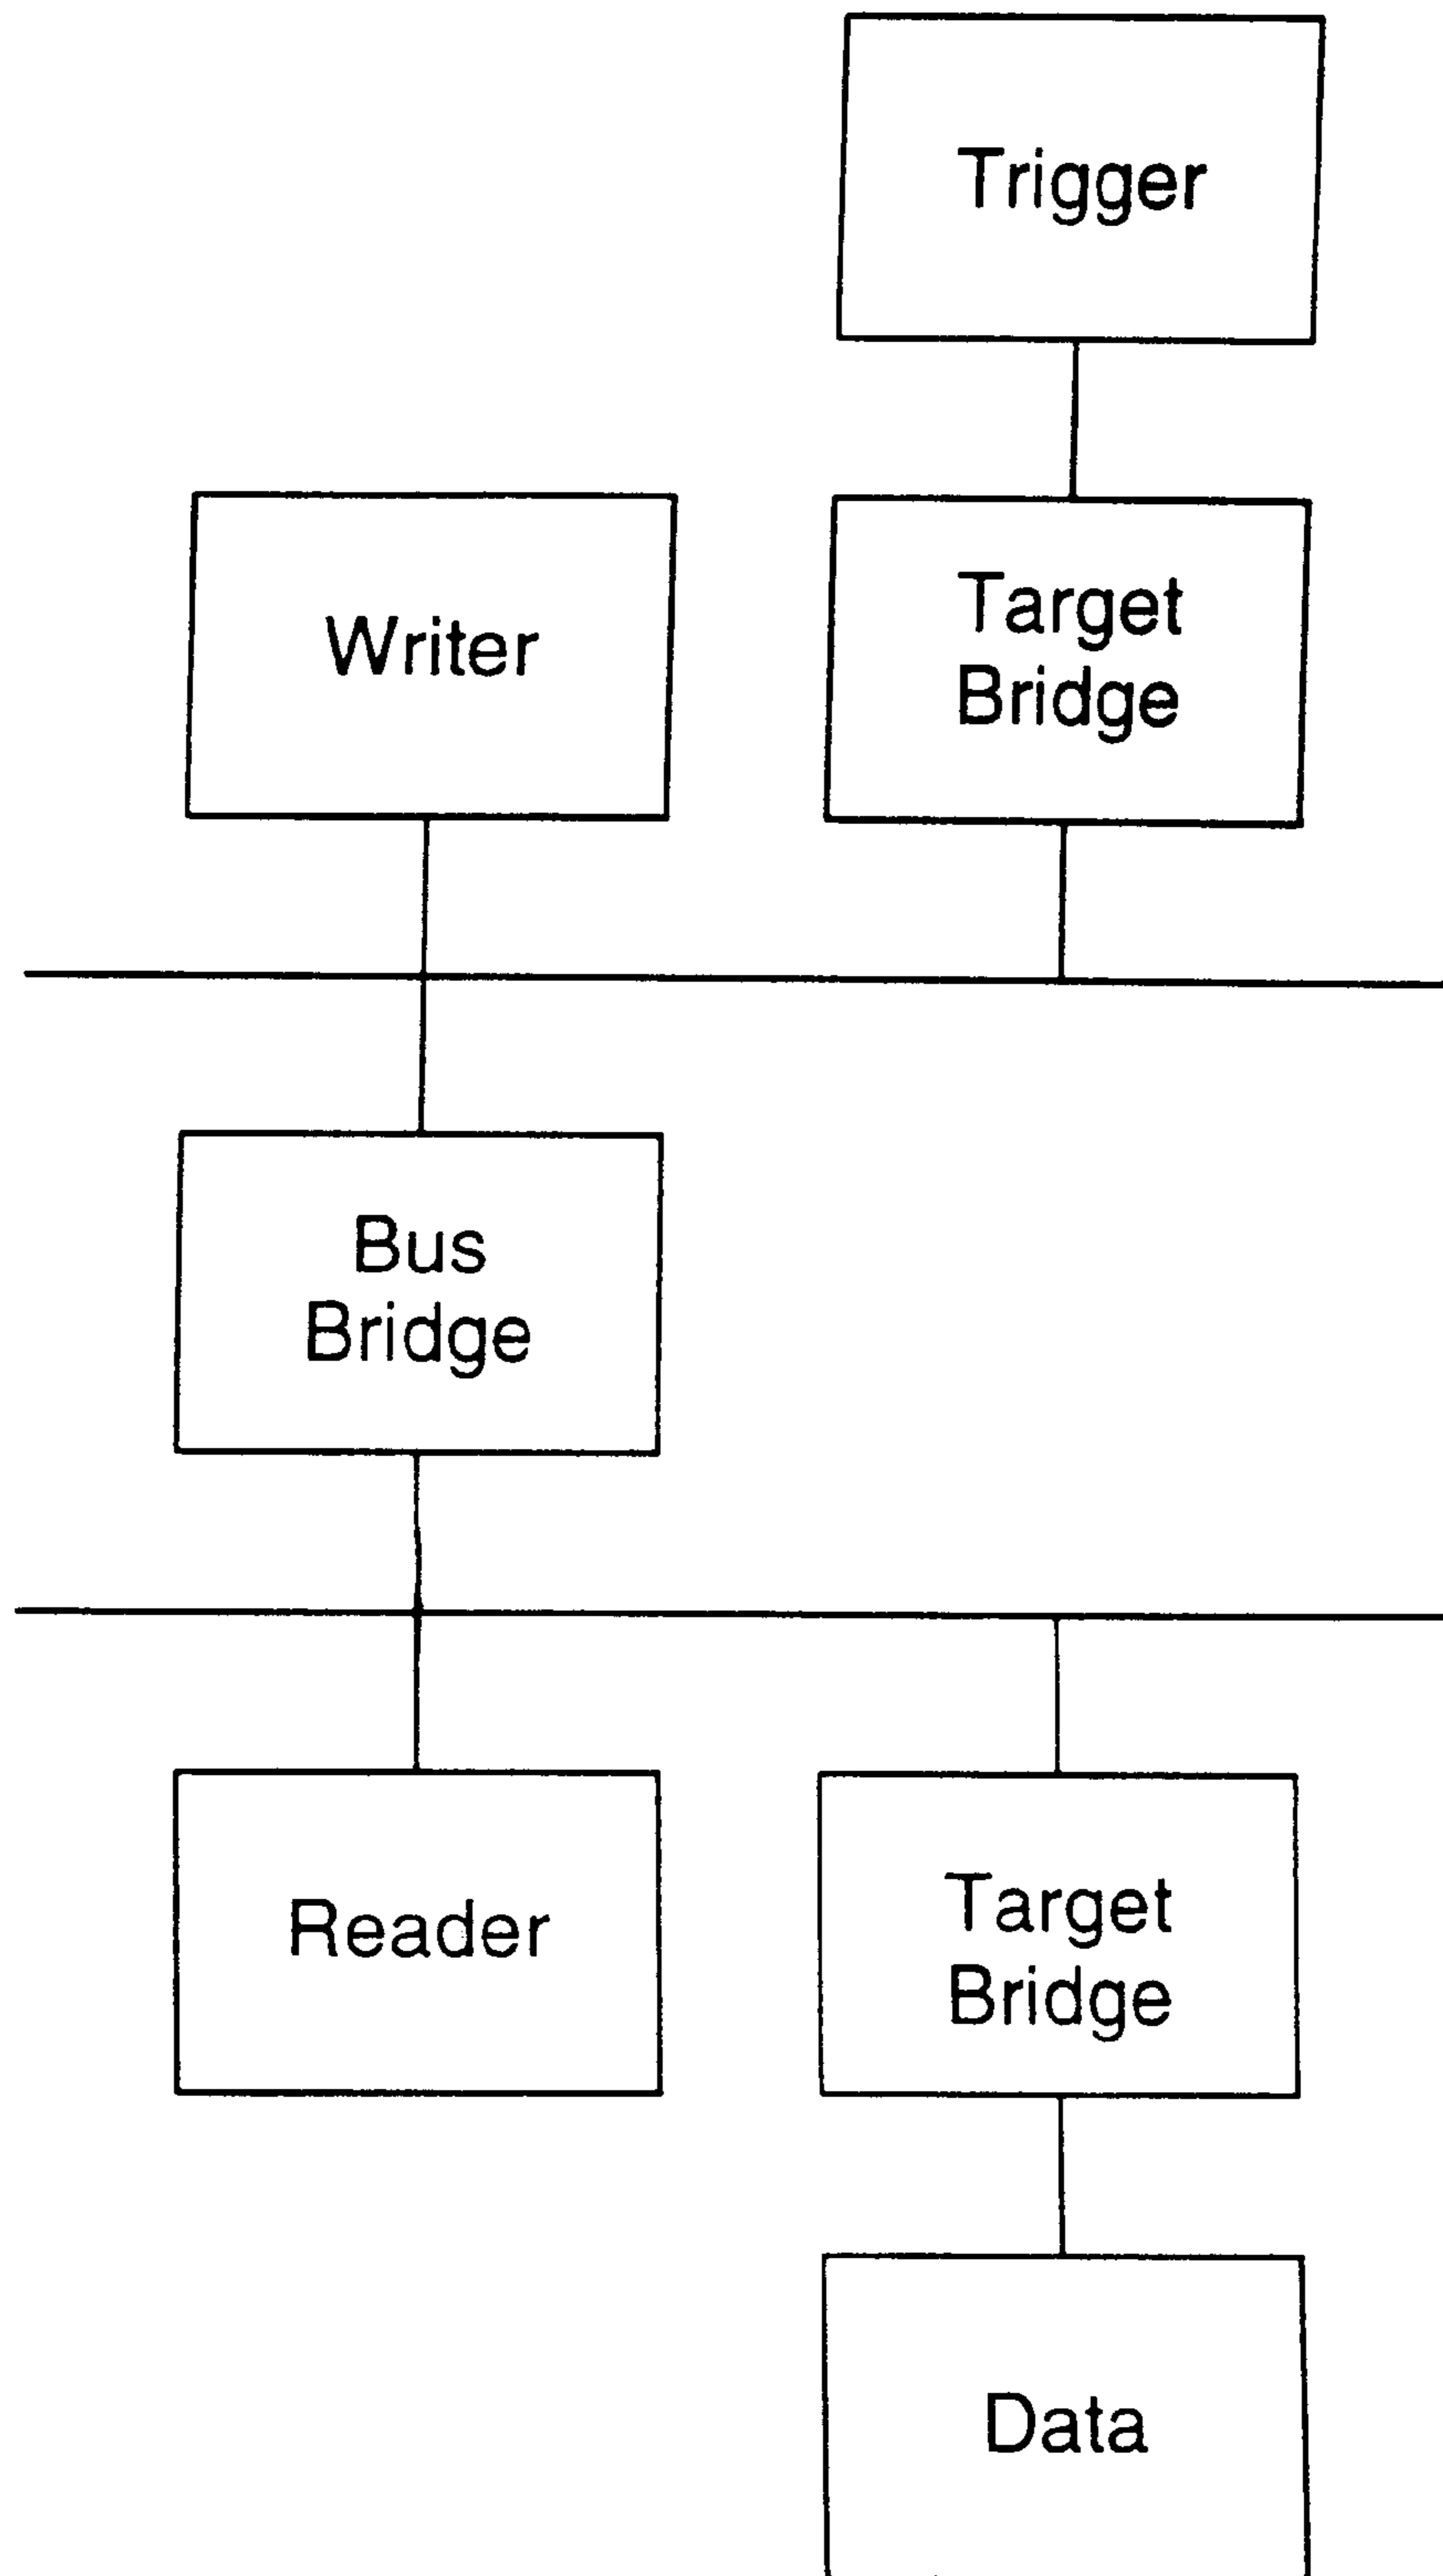 Trigger
Writer
Target
Bridge
Bus
Bridge
Reader
Target
Bridge
Data